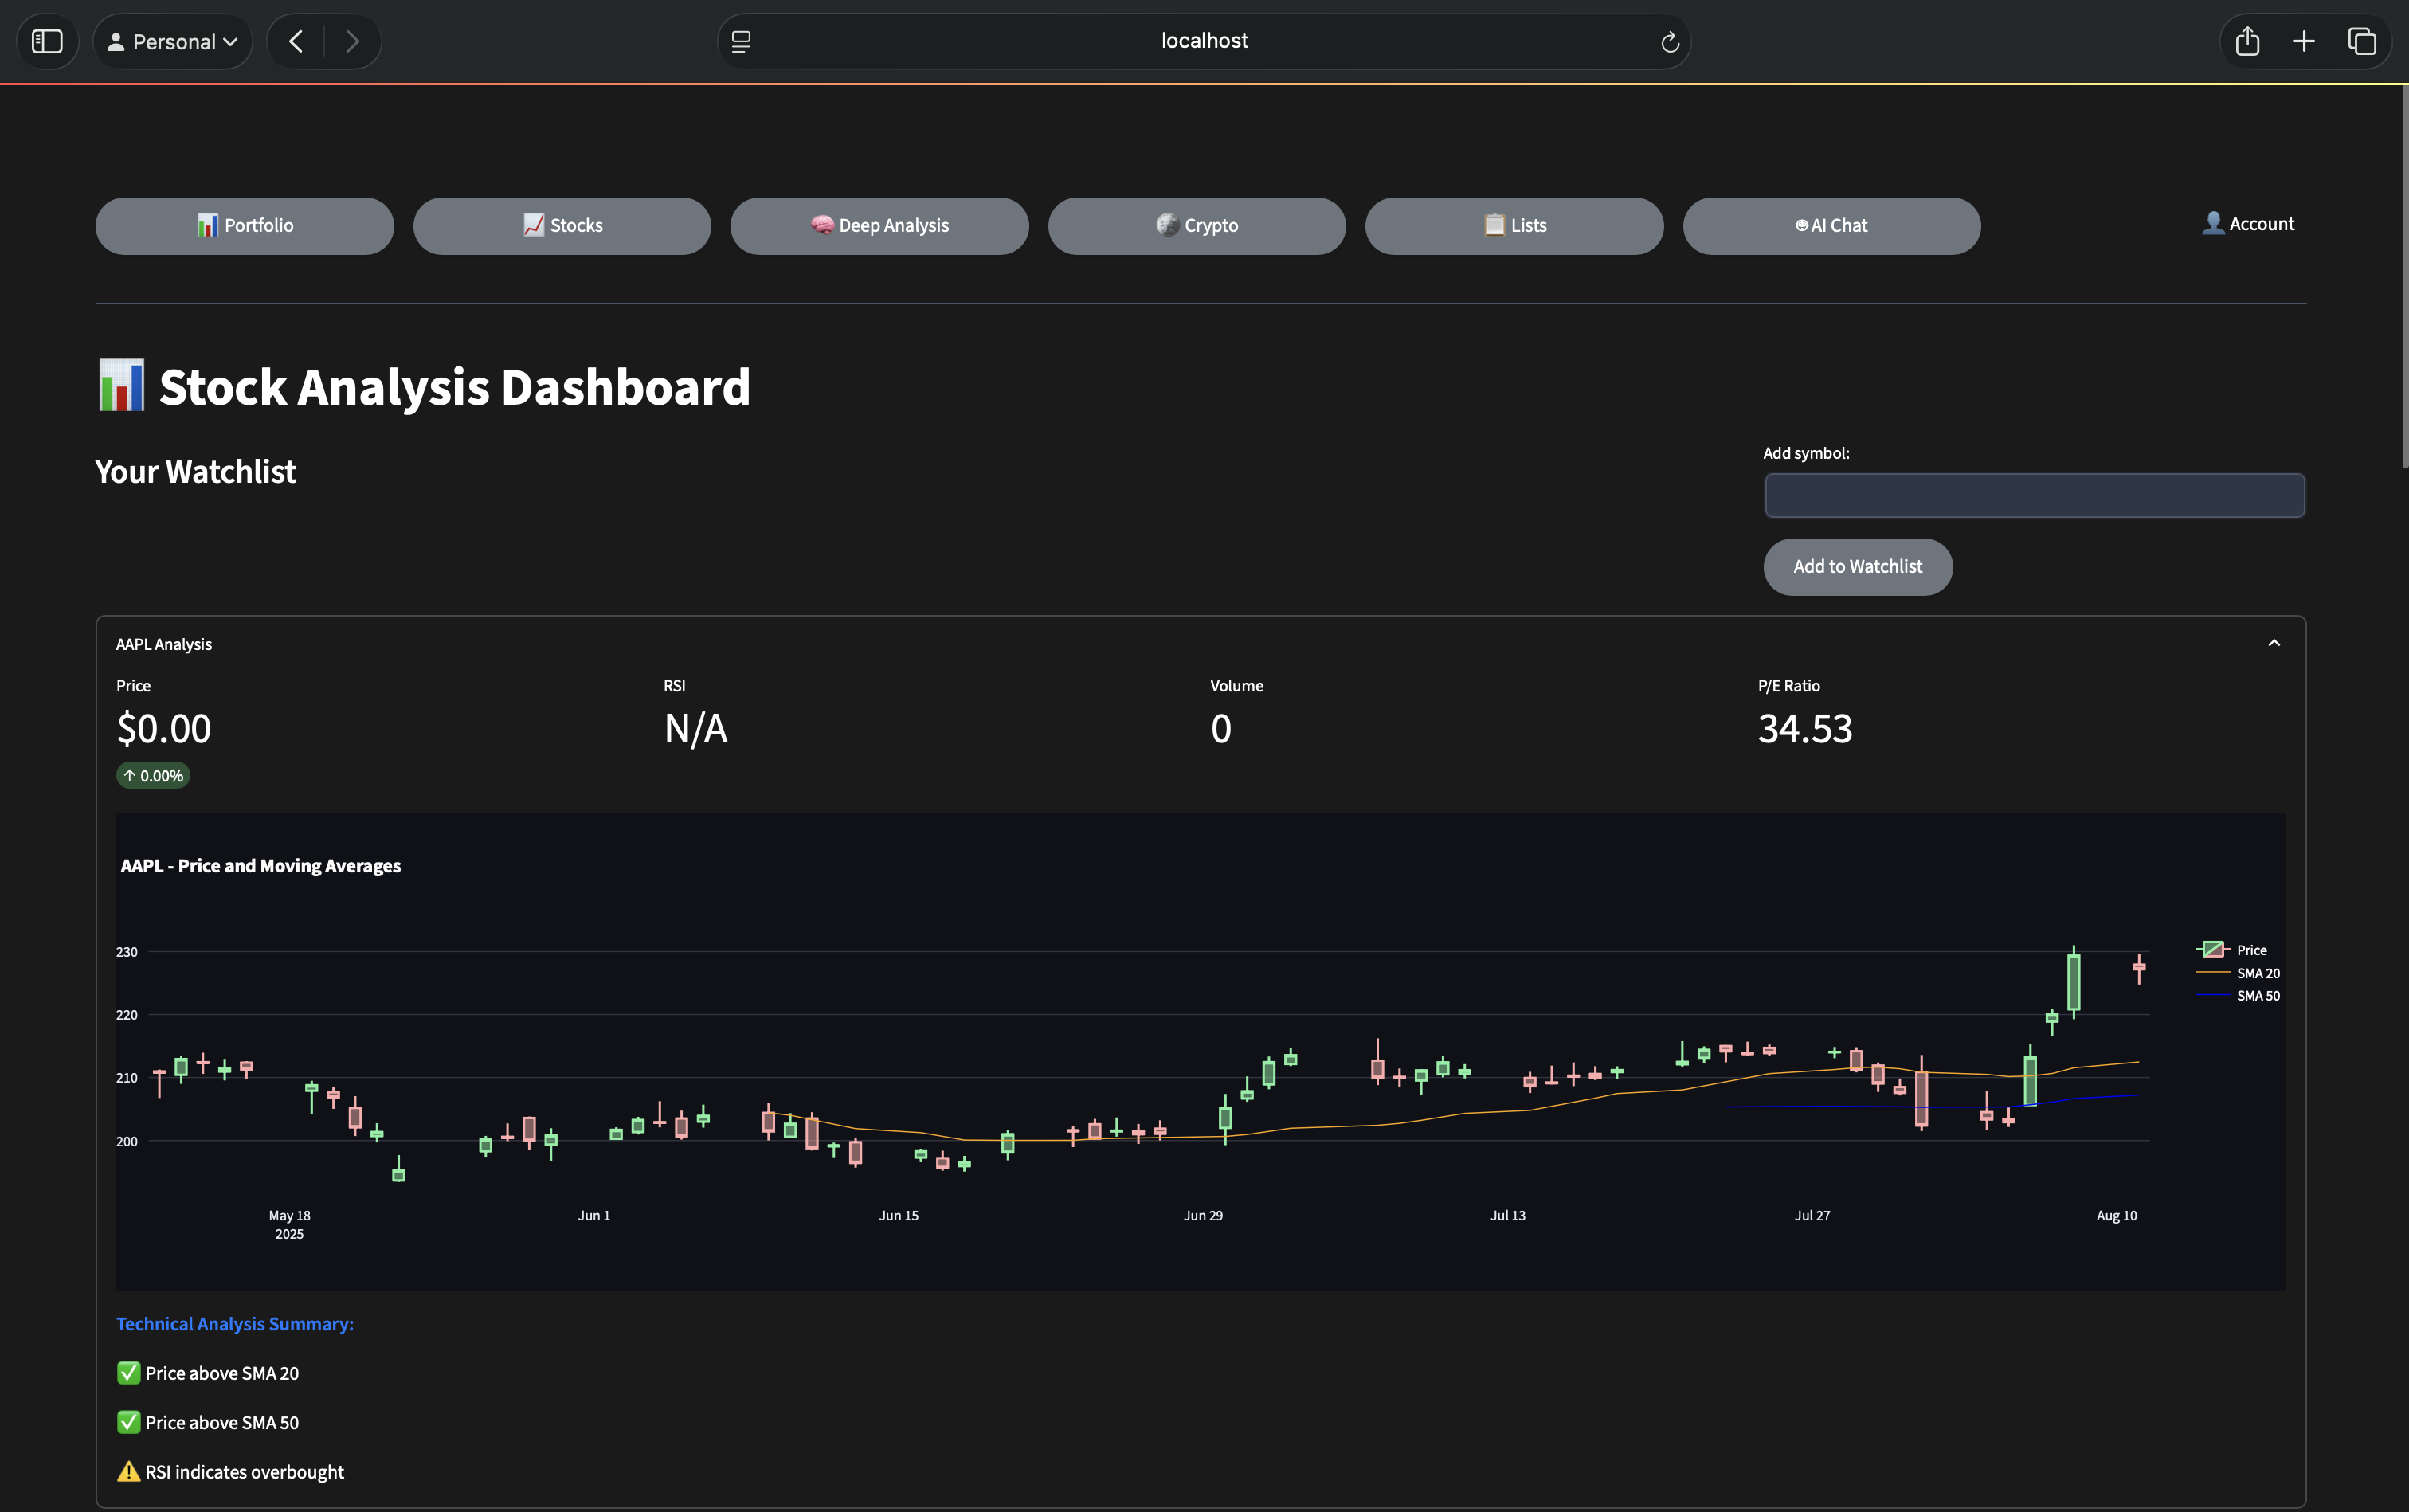 Personal
localhost
Portfolio
Stocks
Deep Analysis
Crypto
Lists
AI Chat
Account
Stock Analysis Dashboard
Your Watchlist
Add symbol:
Add to Watchlist
AAPL Analysis
Price
RSI
Volume
P/E Ratio
$0.00
N/A
0
34.53
↑ 0.00%
AAPL - Price and Moving Averages
230
220
210
200
Price
SMA 20
SMA 50
May 18
2025
Jun 1
Jun 15
Jun 29
Jul 13
Jul 27
Aug 10
Technical Analysis Summary:
✅ Price above SMA 20
✅ Price above SMA 50
⚠️ RSI indicates overbought